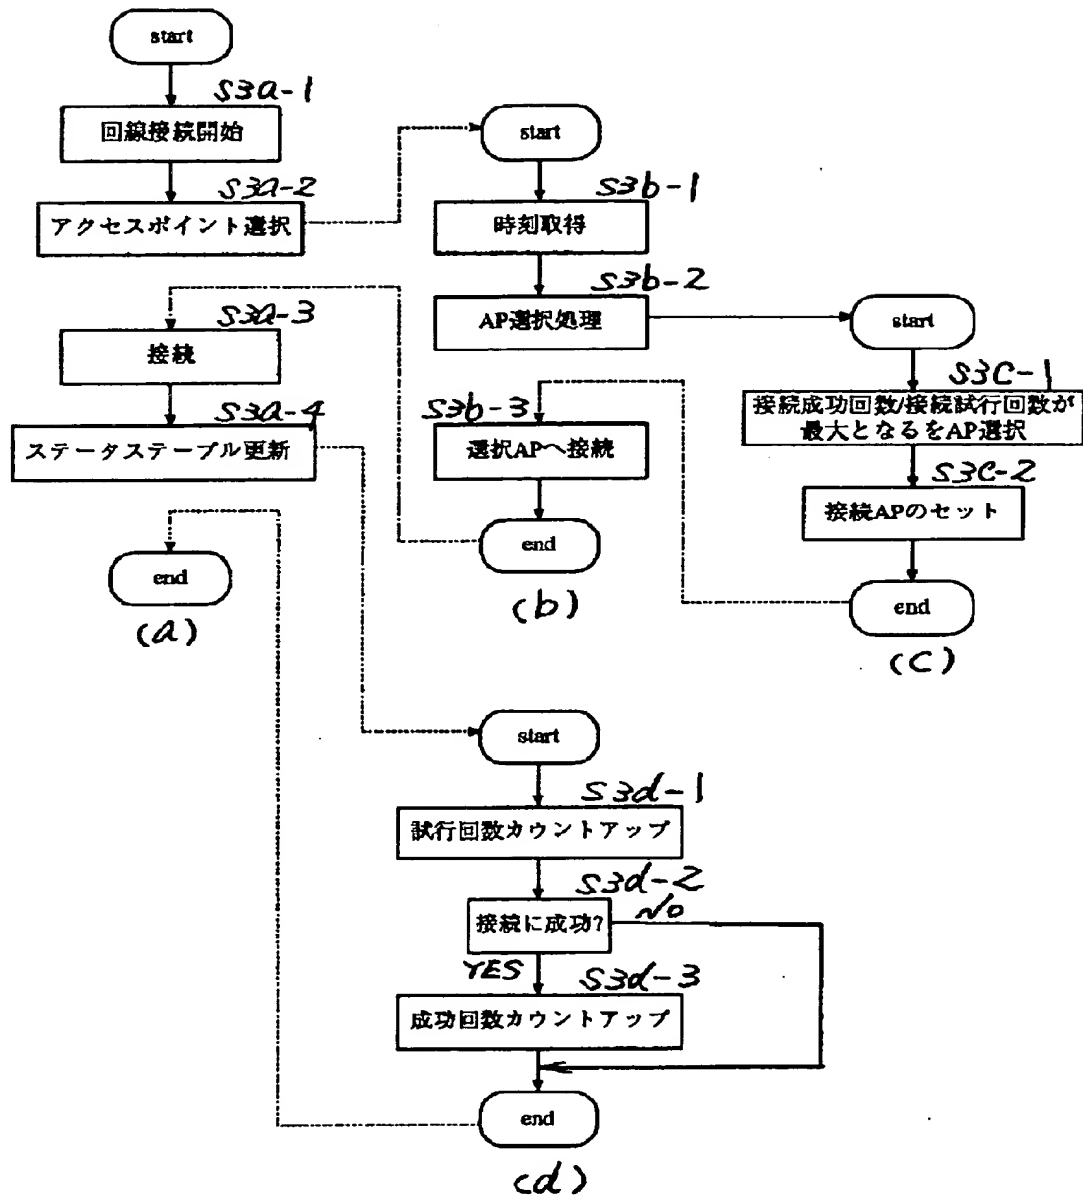 start
S3a-1
回線接続開始
S3a-2
アクセスポイント選択
S3a-3
接続
S3a-4
ステータステーブル更新
end
(a)
start
S3b-1
時刻取得
S3b-2
AP選択処理
S3b-3
選択APへ接続
end
(b)
start
S3C-1
接続成功回数/接続試行回数が
最大となるをAP選択
S3C-2
接続APのセット
end
(C)
start
S3d-1
試行回数カウントアップ
S3d-2
接続に成功?
NO
YES
S3d-3
成功回数カウントアップ
end
(d)